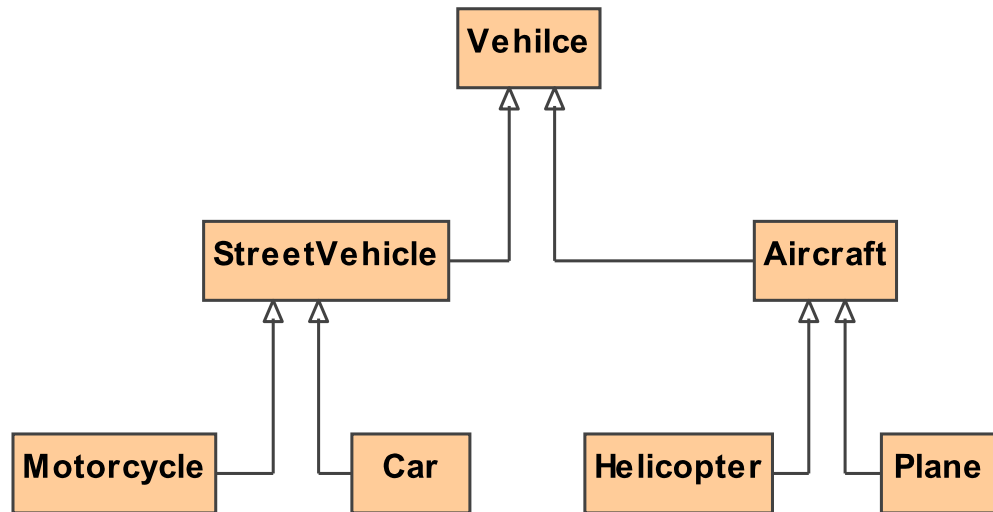 Vehilce
StreetVehicle
Aircraft
Motorcycle
Car
Helicopter
Plane